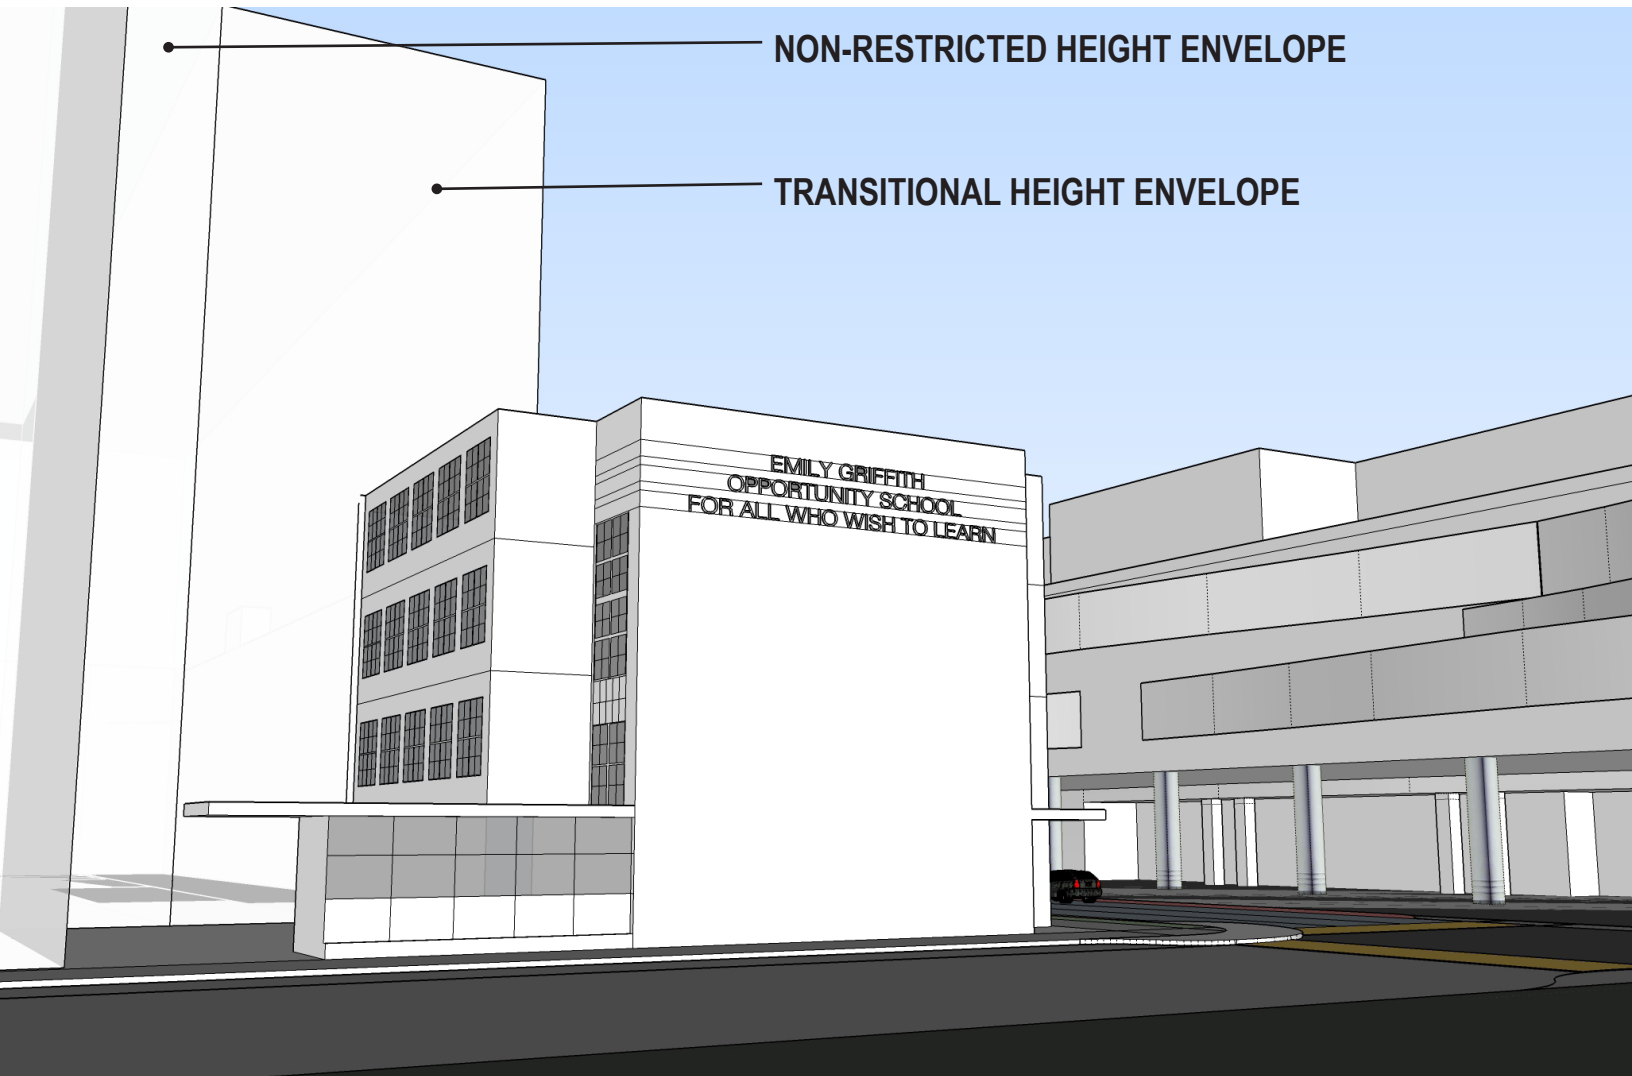 NON-RESTRICTED HEIGHT ENVELOPE
TRANSITIONAL HEIGHT ENVELOPE
EMILY GRIFFITH
OPPORTUNITY SCHOOL
FOR ALL WHO WISH TO LEARN